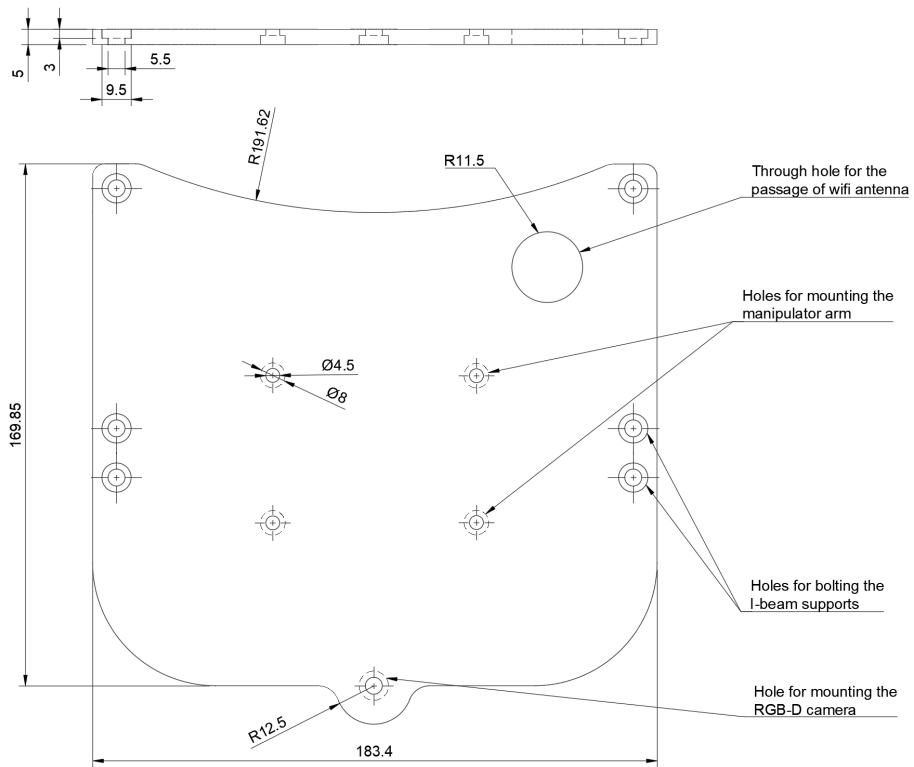 5
3
5.5
9.5
R191.62
R11.5
Through hole for the
passage of wifi antenna
Holes for mounting the
manipulator arm
Ø4.5
Ø8
169.85
Holes for bolting the
I-beam supports
Hole for mounting the
RGB-D camera
R12.5
183.4